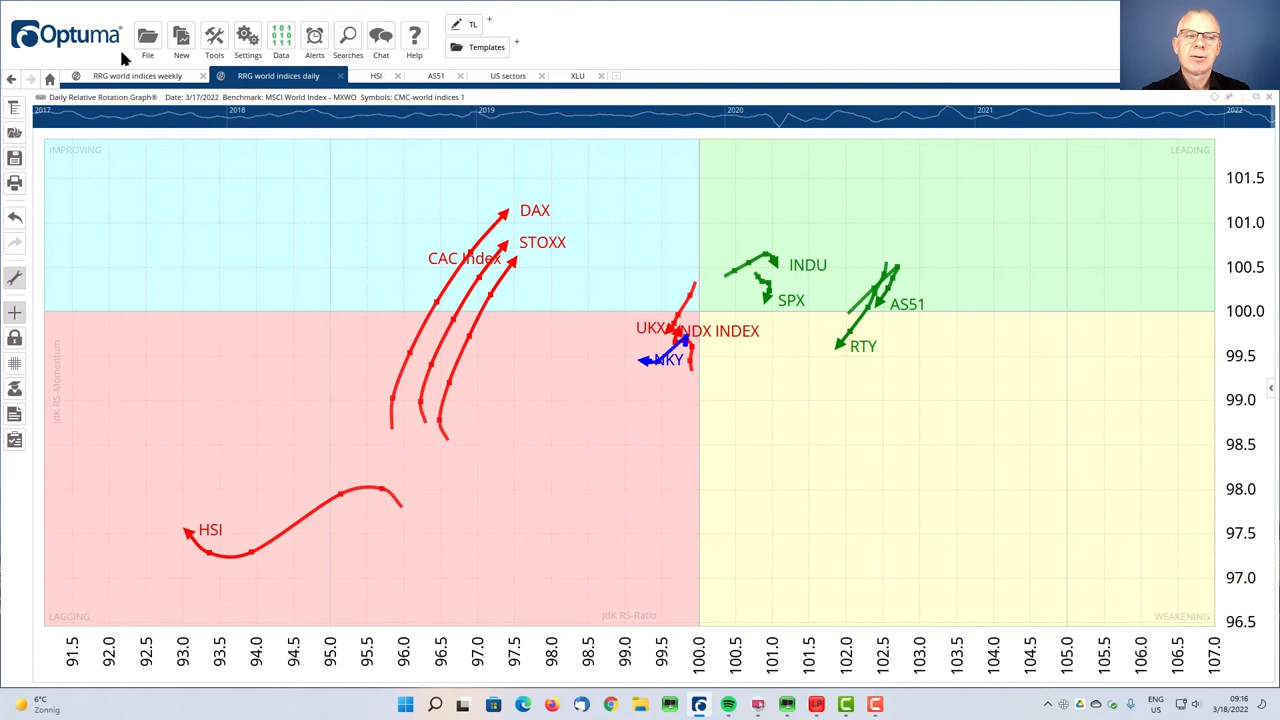 Optuma
File
New
Tools
Settings
Data
Alerts
Searches
Chat
Help
TL
Templates
RRG world indices weekly
RRG world indices daily
HSI
AS51
US sectors
XLU
Daily Relative Rotation Graph® Date: 3/17/2022 Benchmark: MSCI World Index - MXWO Symbols: CMC-world indices 1
2017
2018
2019
2020
2021
2022
IMPROVING
LEADING
DAX
STOXX
CAC Index
INDU
SPX
AS51
UKX
NDX INDEX
NKY
RTY
HSI
JdK RS-Momentum
LAGGING
JdK RS-Ratio
WEAKENING
101.5
101.0
100.5
100.0
99.5
99.0
98.5
98.0
97.5
97.0
96.5
91.5
92.0
92.5
93.0
93.5
94.0
94.5
95.0
95.5
96.0
96.5
97.0
97.5
98.0
98.5
99.0
99.5
100.0
100.5
101.0
101.5
102.0
102.5
103.0
103.5
104.0
104.5
105.0
105.5
106.0
106.5
107.0
6°C
Zonnig
ENG
US
09:16
3/18/2022